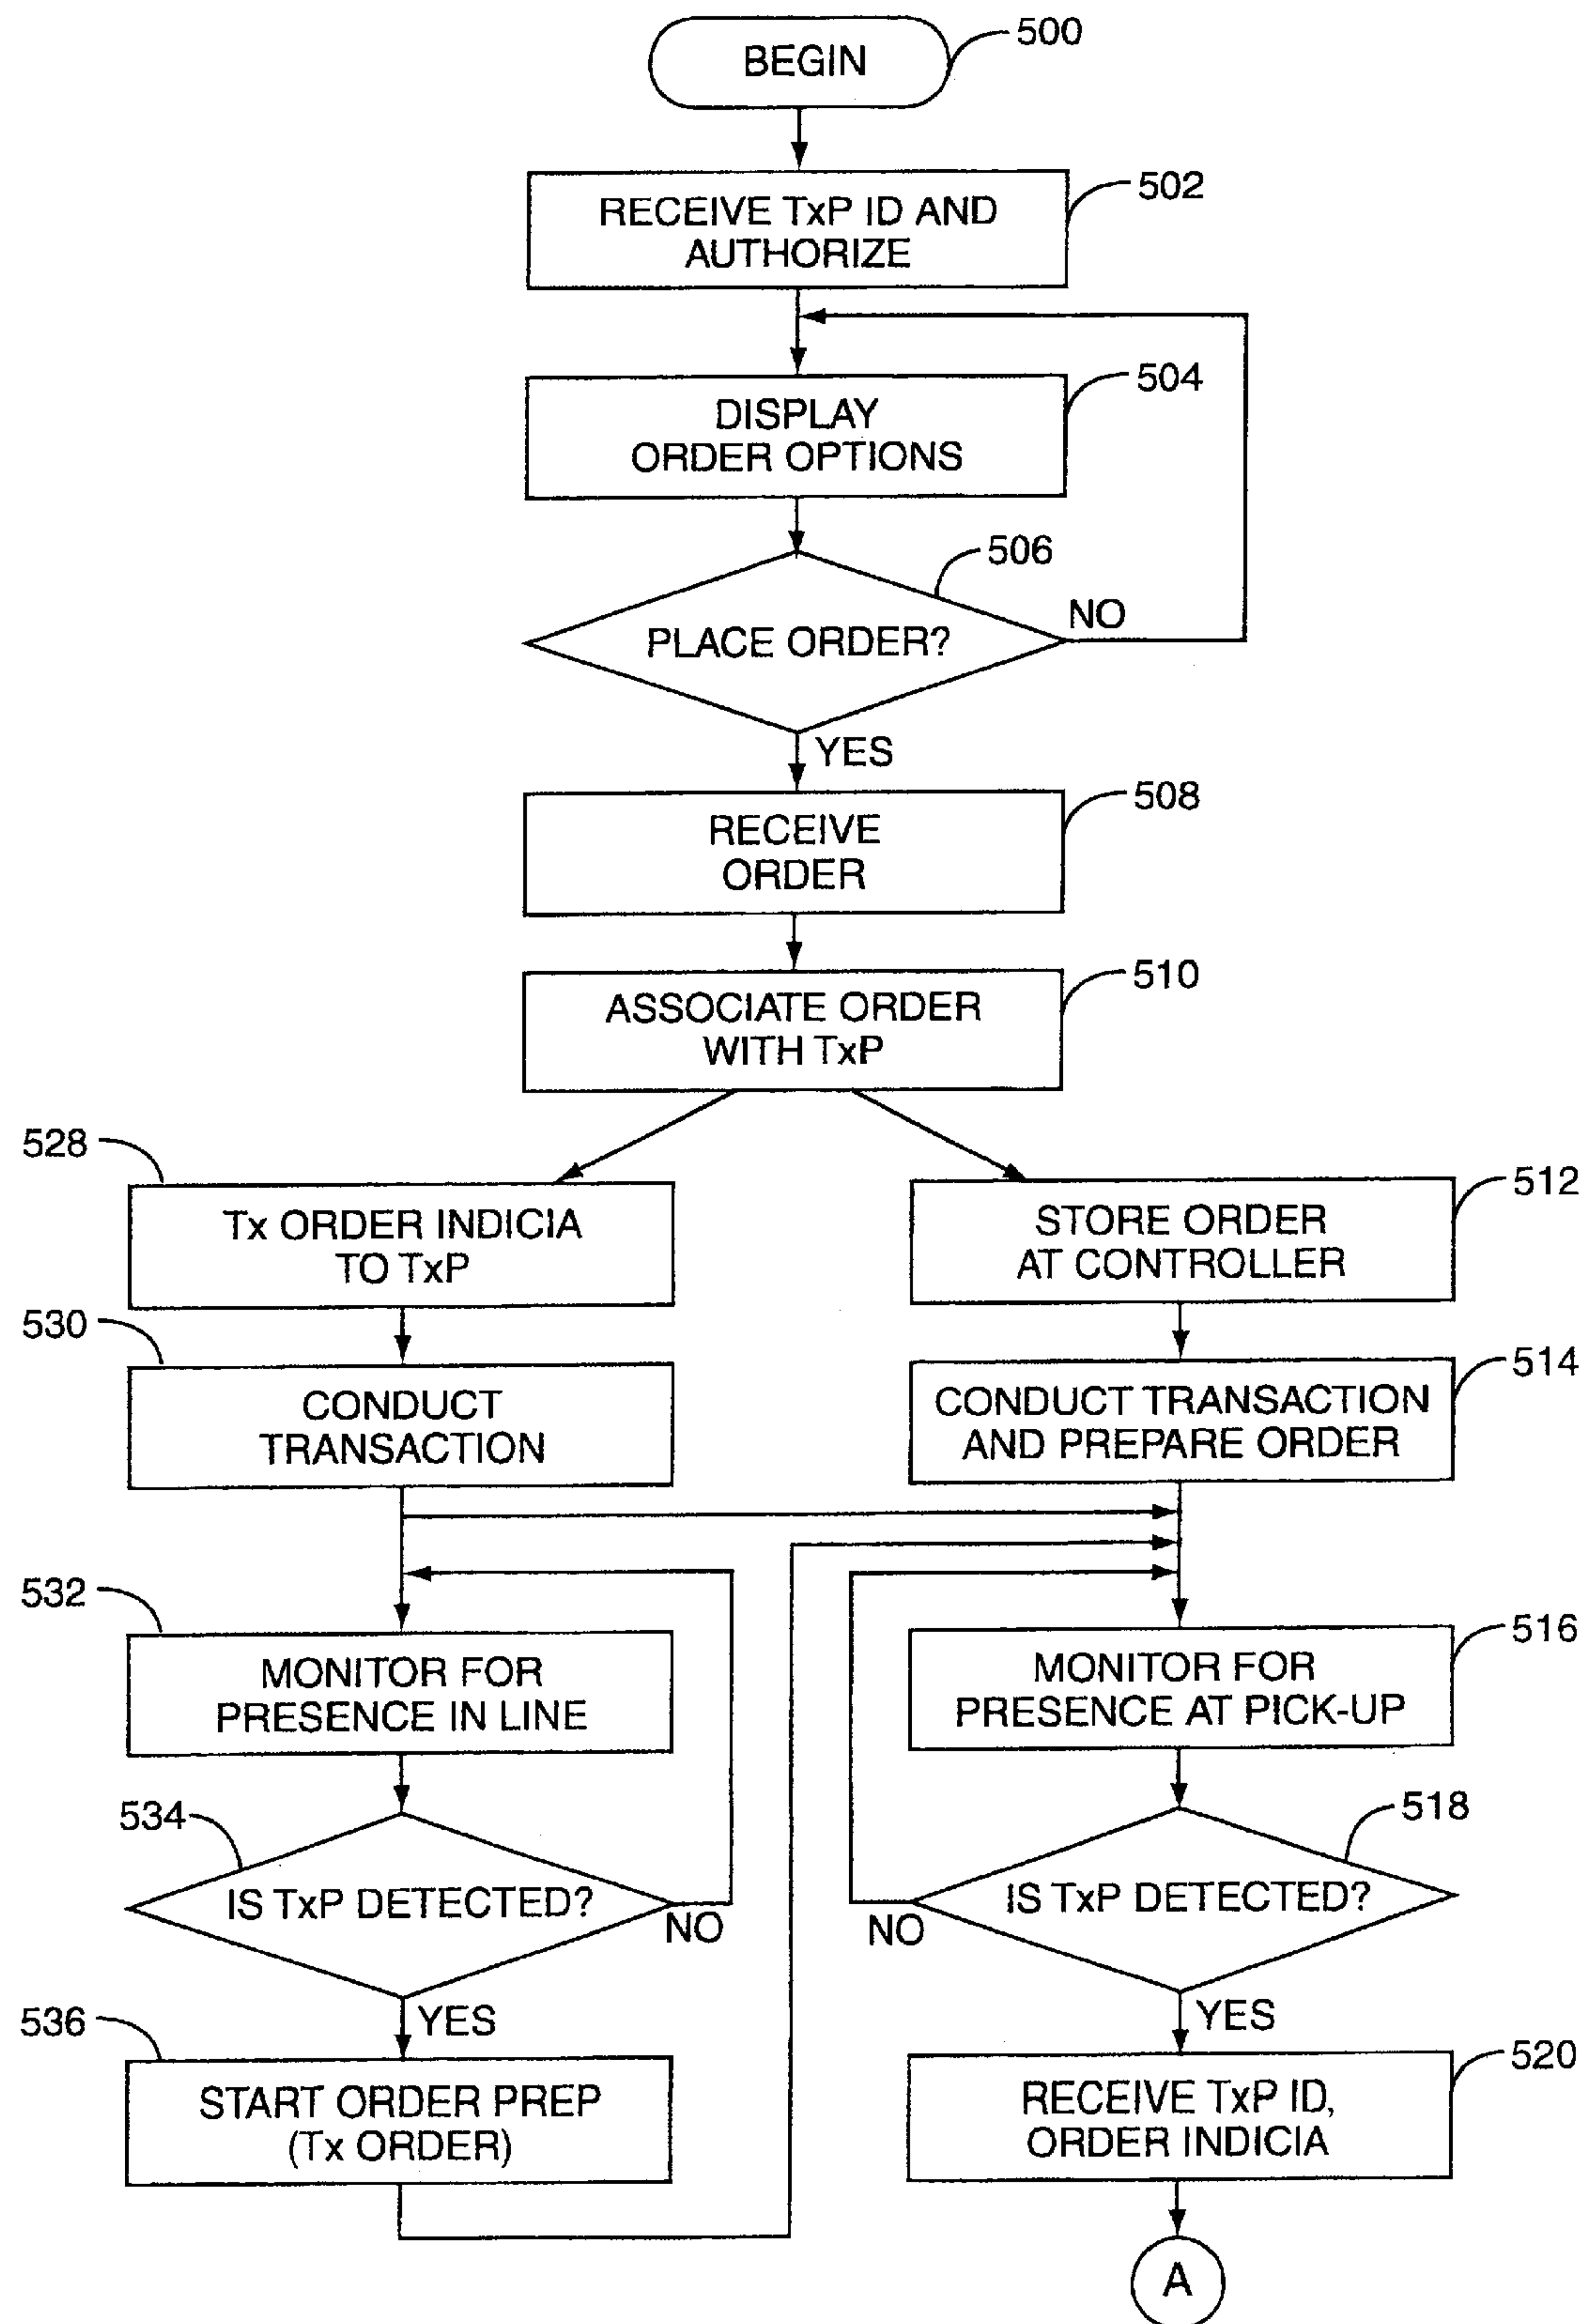 BEGIN
500
RECEIVE TxP ID AND
AUTHORIZE
502
DISPLAY
ORDER OPTIONS
504
PLACE ORDER?
506
NO
YES
RECEIVE
ORDER
508
ASSOCIATE ORDER
WITH TxP
510
528
Tx ORDER INDICIA
TO TxP
STORE ORDER
AT CONTROLLER
512
530
CONDUCT
TRANSACTION
CONDUCT TRANSACTION
AND PREPARE ORDER
514
532
MONITOR FOR
PRESENCE IN LINE
MONITOR FOR
PRESENCE AT PICK-UP
516
534
IS TxP DETECTED?
NO
YES
518
IS TxP DETECTED?
NO
YES
536
START ORDER PREP
(Tx ORDER)
RECEIVE TxP ID,
ORDER INDICIA
520
A